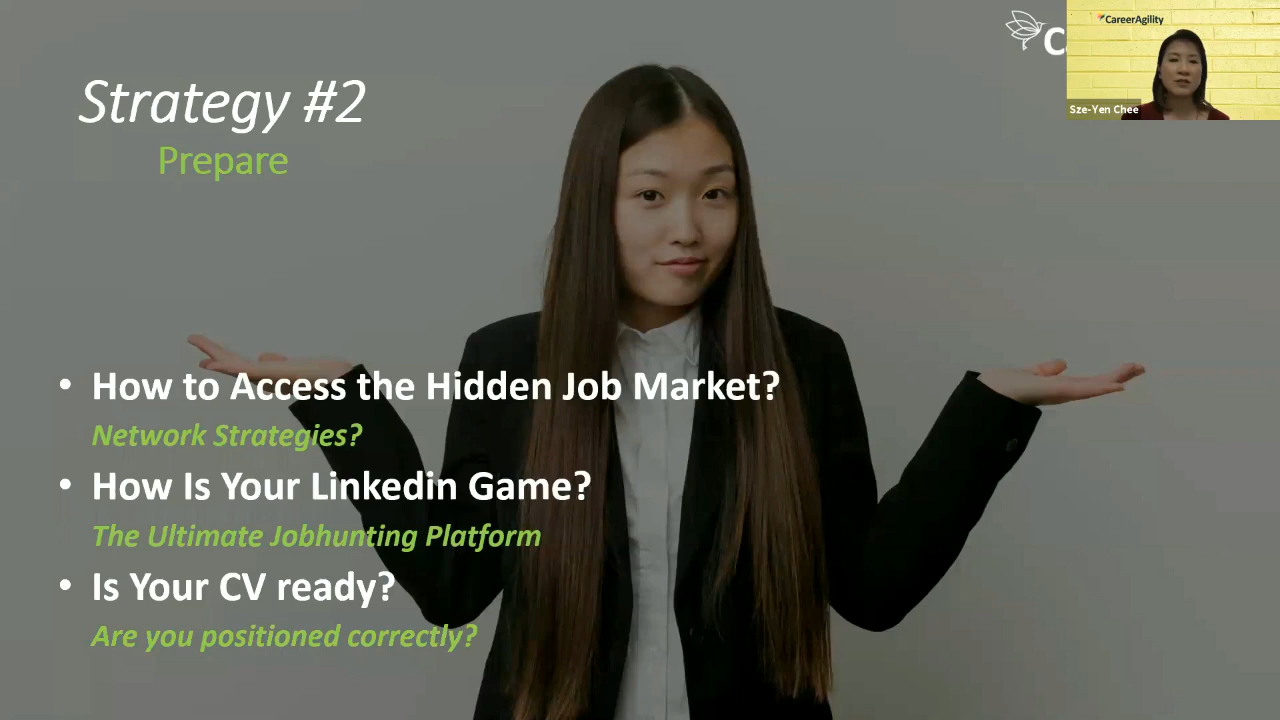 CareerAgility
Sze-Yen Chee
Strategy #2
Prepare
• How to Access the Hidden Job Market?
Network Strategies?
• How Is Your Linkedin Game?
The Ultimate Jobhunting Platform
• Is Your CV ready?
Are you positioned correctly?